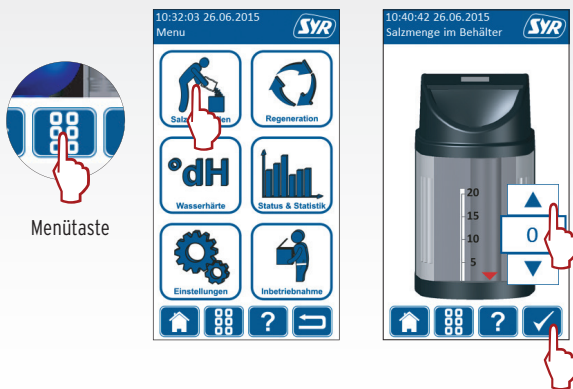 Menütaste
10:32:03 26.06.2015
Menu
SYR
Regeneration
°dH
Wasserhärte
Status & Statistik
Einstellungen
Inbetriebnahme
?
10:40:42 26.06.2015
Salzmenge im Behälter
SYR
20
15
10
5
0
?